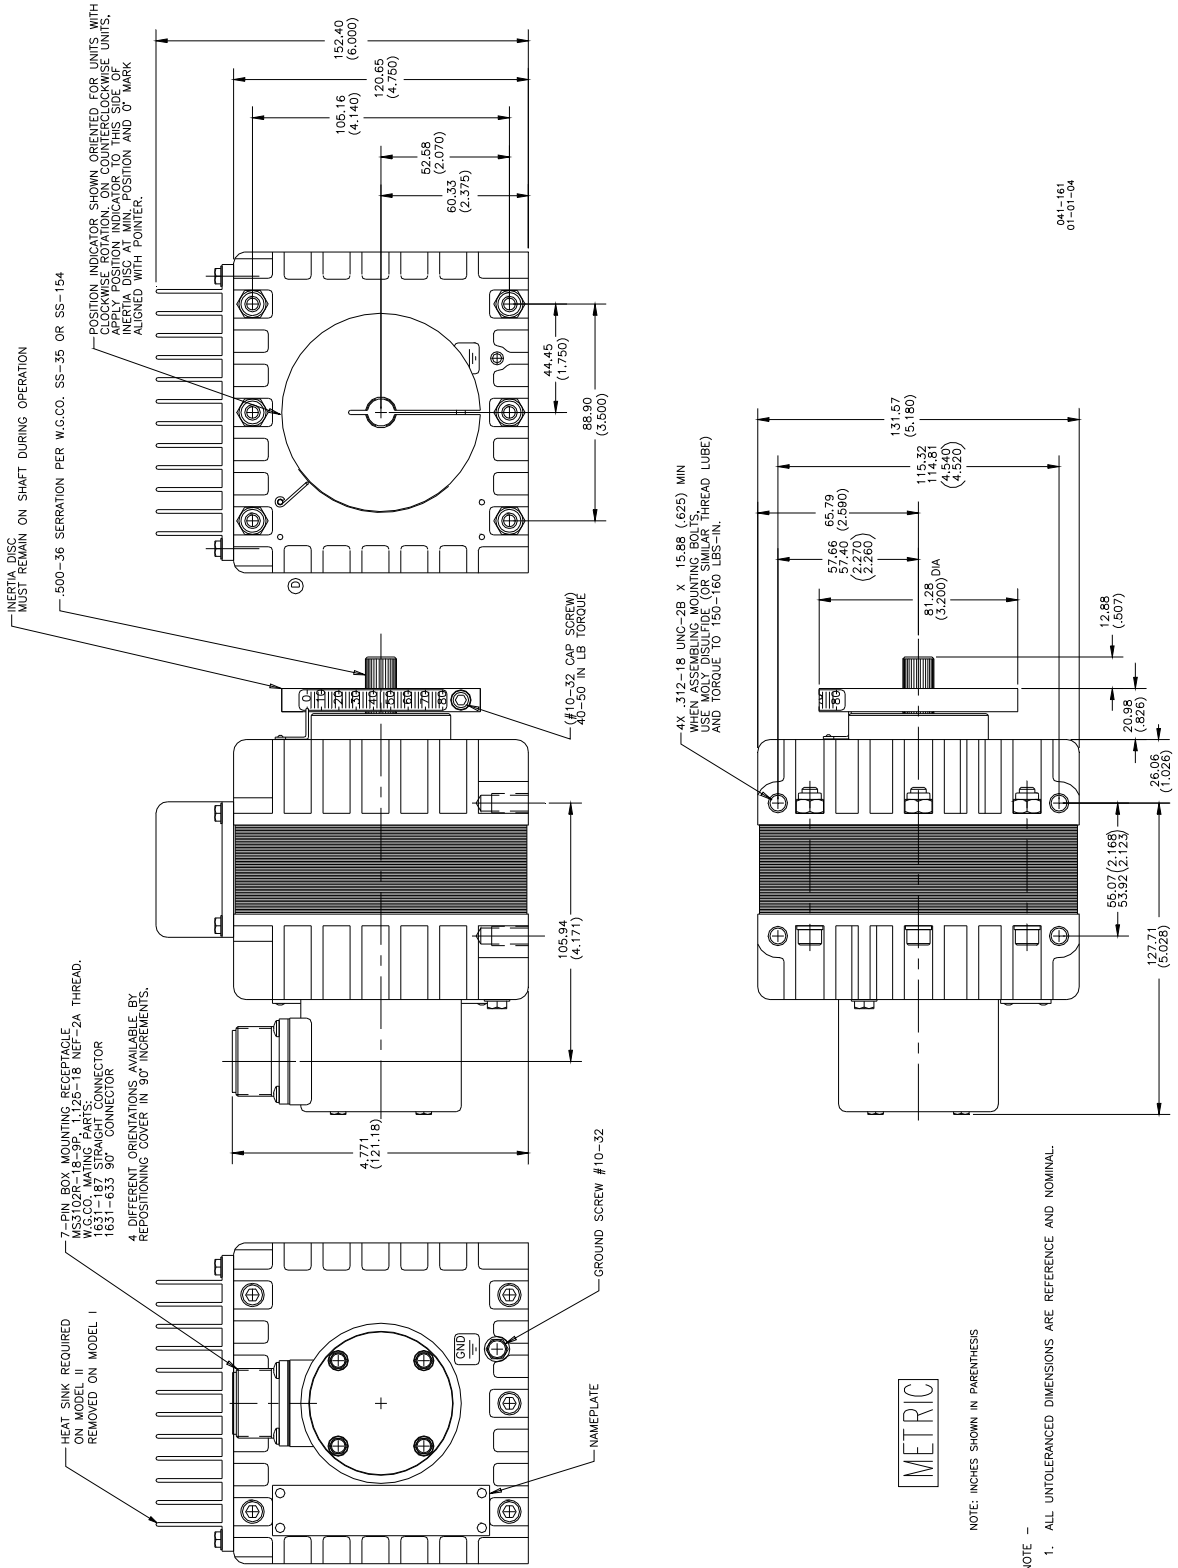 HEAT SINK REQUIRED
ON MODEL II
REMOVED ON MODEL I
7-PIN BOX MOUNTING RECEPTACLE
MS3102R-18-9P, 1.125-18 NEF-2A THREAD.
W.G.CO. MATING PARTS:
1631-187 STRAIGHT CONNECTOR
1631-633 90° CONNECTOR
4 DIFFERENT ORIENTATIONS AVAILABLE BY
REPOSITIONING COVER IN 90° INCREMENTS.
GND
GROUND SCREW #10-32
NAMEPLATE
INERTIA DISC
MUST REMAIN ON SHAFT DURING OPERATION
.500-36 SERRATION PER W.G.CO. SS-35 OR SS-154
0
10
20
30
40
50
60
70
80
(#10-32 CAP SCREW)
40-50 IN LB TORQUE
105.94
(4.171)
4.771
(121.18)
POSITION INDICATOR SHOWN ORIENTED FOR UNITS WITH
CLOCKWISE ROTATION. ON COUNTERCLOCKWISE UNITS,
APPLY POSITION INDICATOR TO THIS SIDE OF
INERTIA DISC AT MIN. POSITION AND 0° MARK
ALIGNED WITH POINTER.
152.40
(6.000)
120.65
(4.750)
105.16
(4.140)
52.58
(2.070)
60.33
(2.375)
44.45
(1.750)
88.90
(3.500)
D
4X .312-18 UNC-2B X 15.88 (.625) MIN
WHEN ASSEMBLING MOUNTING BOLTS,
USE MOLY DISULFIDE (OR SIMILAR THREAD LUBE)
AND TORQUE TO 150-160 LBS-IN.
131.57
(5.180)
115.32
114.81
(4.540)
(4.520)
65.79
(2.590)
57.66
57.40
(2.270)
(2.260)
81.28
(3.200) DIA
80
12.88
(.507)
20.98
(.826)
26.06
(1.026)
55.07 (2.168)
53.92 (2.123)
127.71
(5.028)
METRIC
NOTE: INCHES SHOWN IN PARENTHESIS
NOTE -
1. ALL UNTOLERANCED DIMENSIONS ARE REFERENCE AND NOMINAL.
041-161
01-01-04